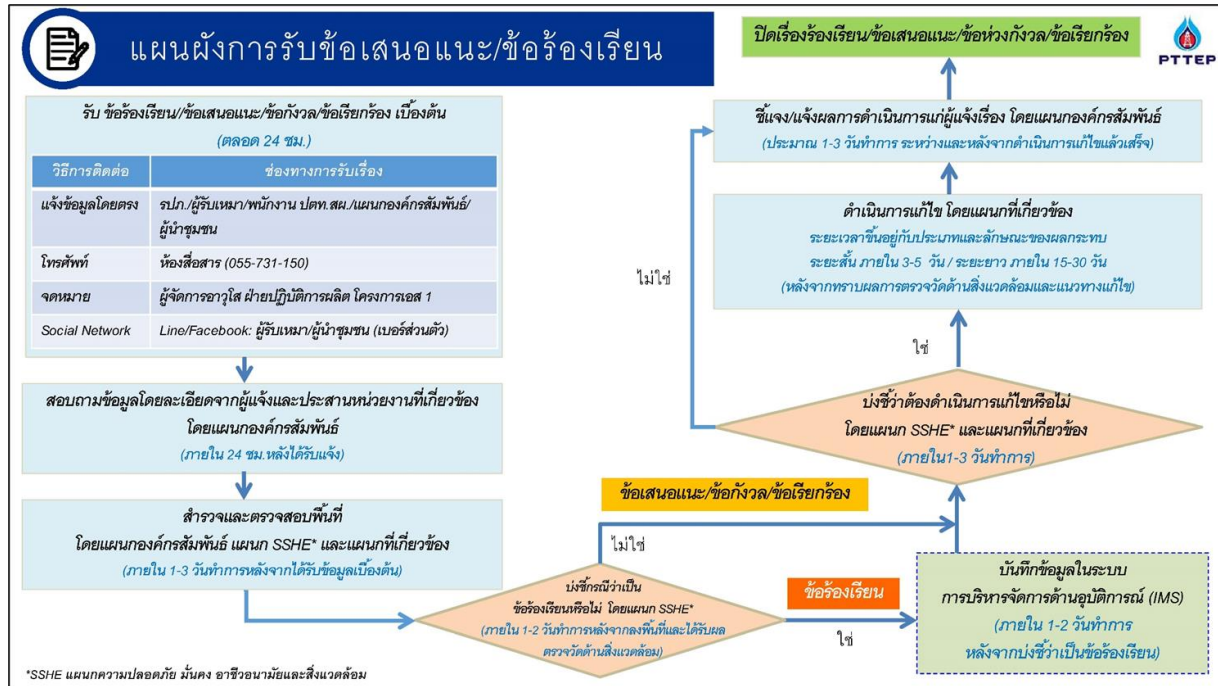 แผนผังการรับข้อเสนอแนะ/ข้อร้องเรียน
รับ ข้อร้องเรียน//ข้อเสนอแนะ/ข้อกังวล/ข้อเรียกร้อง เบื้องต้น
(ตลอด 24 ชม.)
วิธีการติดต่อ ช่องทางการรับเรื่อง
แจ้งข้อมูลโดยตรง รปภ./ผู้รับเหมา/พนักงาน ปตท.สผ./แผนกองค์กรสัมพันธ์/
ผู้นำชุมชน
โทรศัพท์ ห้องสื่อสาร (055-731-150)
จดหมาย ผู้จัดการอาวุโส ฝ่ายปฏิบัติการผลิต โครงการเอส 1
Social Network Line/Facebook: ผู้รับเหมา/ผู้นำชุมชน (เบอร์ส่วนตัว)
สอบถามข้อมูลโดยละเอียดจากผู้แจ้งและประสานหน่วยงานที่เกี่ยวข้อง
โดยแผนกองค์กรสัมพันธ์
(ภายใน 24 ชม.หลังได้รับแจ้ง)
สำรวจและตรวจสอบพื้นที่
โดยแผนกองค์กรสัมพันธ์ แผนก SSHE* และแผนกที่เกี่ยวข้อง
(ภายใน 1-3 วันทำการหลังจากได้รับข้อมูลเบื้องต้น)
บ่งชี้กรณีว่าเป็น
ข้อร้องเรียนหรือไม่ โดยแผนก SSHE*
(ภายใน 1-2 วันทำการหลังจากลงพื้นที่และได้รับผล
ตรวจวัดด้านสิ่งแวดล้อม)
ไม่ใช่
ข้อเสนอแนะ/ข้อกังวล/ข้อเรียกร้อง
ข้อร้องเรียน
ใช่
บันทึกข้อมูลในระบบ
การบริหารจัดการด้านอุบัติการณ์ (IMS)
(ภายใน 1-2 วันทำการ
หลังจากบ่งชี้ว่าเป็นข้อร้องเรียน)
บ่งชี้ว่าต้องดำเนินการแก้ไขหรือไม่
โดยแผนก SSHE* และแผนกที่เกี่ยวข้อง
(ภายใน1-3 วันทำการ)
ใช่
ไม่ใช่
ดำเนินการแก้ไข โดยแผนกที่เกี่ยวข้อง
ระยะเวลาขึ้นอยู่กับประเภทและลักษณะของผลกระทบ
ระยะสั้น ภายใน 3-5 วัน / ระยะยาว ภายใน 15-30 วัน
(หลังจากทราบผลการตรวจวัดด้านสิ่งแวดล้อมและแนวทางแก้ไข)
ชี้แจง/แจ้งผลการดำเนินการแก่ผู้แจ้งเรื่อง โดยแผนกองค์กรสัมพันธ์
(ประมาณ 1-3 วันทำการ ระหว่างและหลังจากดำเนินการแก้ไขแล้วเสร็จ)
ปิดเรื่องร้องเรียน/ข้อเสนอแนะ/ข้อห่วงกังวล/ข้อเรียกร้อง
PTTEP
*SSHE แผนกความปลอดภัย มั่นคง อาชีวอนามัยและสิ่งแวดล้อม